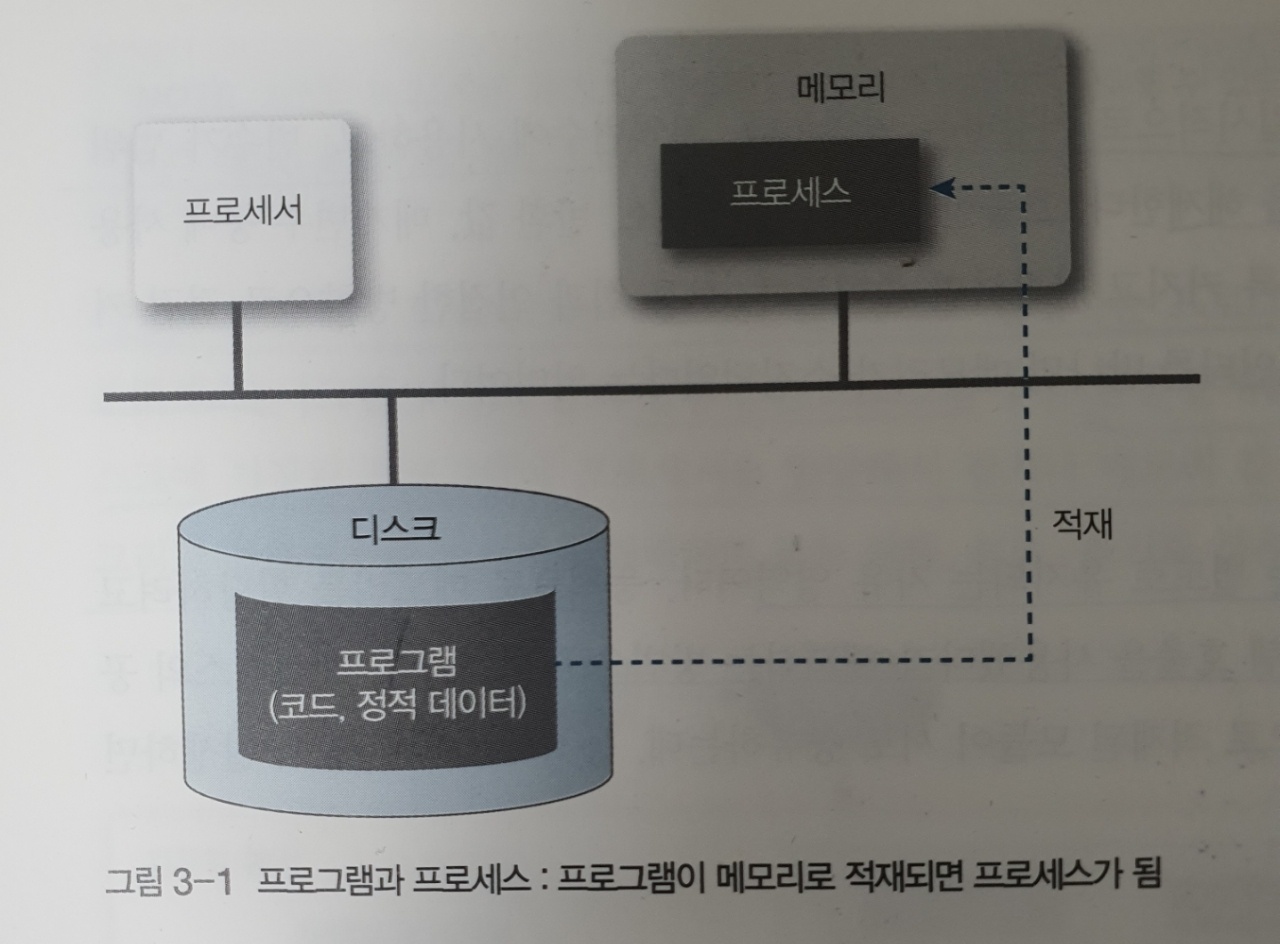 메모리
프로세서
프로세스
디스크
적재
프로그램
(코드, 정적 데이터)
그림 3-1 프로그램과 프로세스 : 프로그램이 메모리로 적재되면 프로세스가 됨